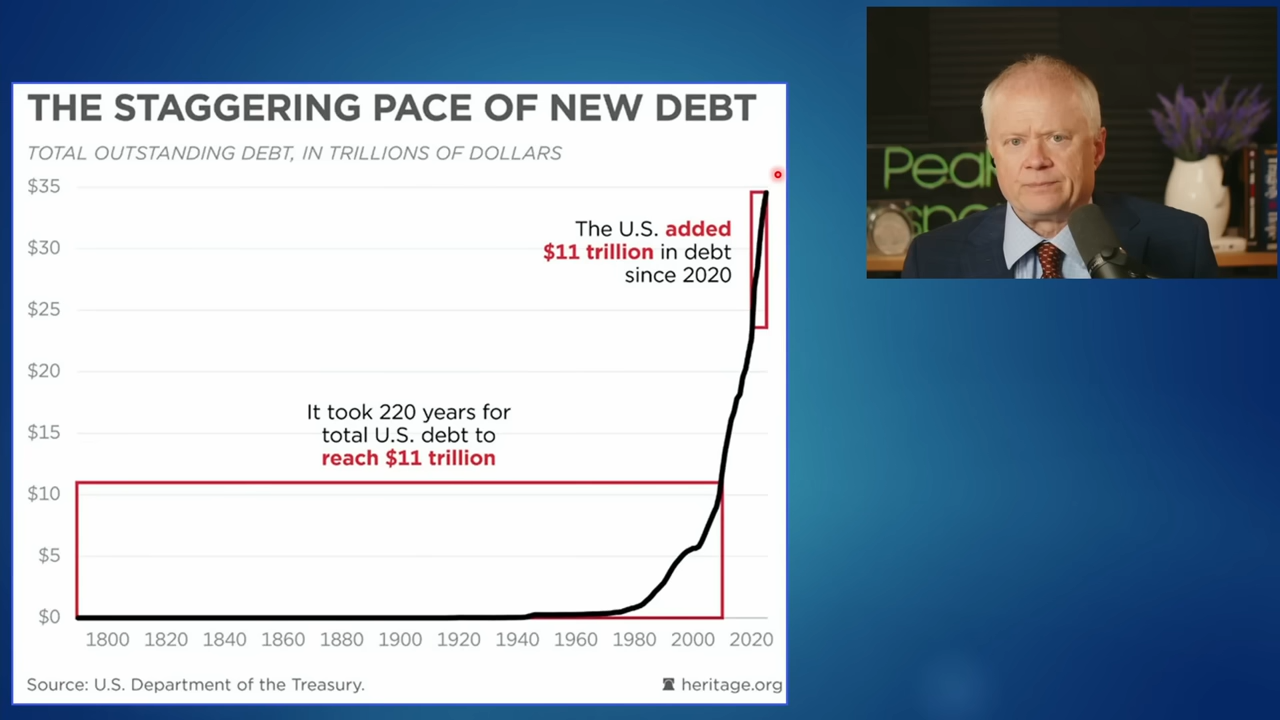 THE STAGGERING PACE OF NEW DEBT
TOTAL OUTSTANDING DEBT, IN TRILLIONS OF DOLLARS
$35
$30
$25
$20
$15
$10
$5
$0
The U.S. added
$11 trillion in debt
since 2020
It took 220 years for
total U.S. debt to
reach $11 trillion
1800 1820 1840 1860 1880 1900 1920 1940 1960 1980 2000 2020
Source: U.S. Department of the Treasury.
heritage.org